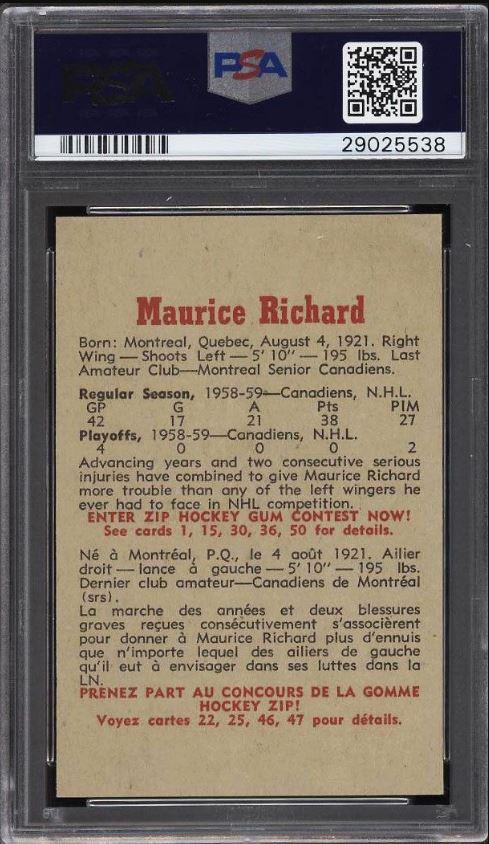 PSA
PSA
29025538
Maurice Richard
Born: Montreal, Quebec, August 4, 1921. Right
Wing — Shoots Left — 5' 10" — 195 lbs. Last
Amateur Club—Montreal Senior Canadiens.
Regular Season, 1958-59—Canadiens, N.H.L.
GP G A Pts PIM
42 17 21 38 27
Playoffs, 1958-59—Canadiens, N.H.L.
4 0 0 0 2
Advancing years and two consecutive serious
injuries have combined to give Maurice Richard
more trouble than any of the left wingers he
ever had to face in NHL competition.
ENTER ZIP HOCKEY GUM CONTEST NOW!
See cards 1, 15, 30, 36, 50 for details.
Né à Montréal, P.Q., le 4 août 1921. Ailier
droit — lance à gauche — 5' 10" — 195 lbs.
Dernier club amateur—Canadiens de Montréal
(srs).
La marche des années et deux blessures
graves reçues consécutivement s'associèrent
pour donner à Maurice Richard plus d'ennuis
que n'importe lequel des ailiers de gauche
qu'il eut à envisager dans ses luttes dans la
LN.
PRENEZ PART AU CONCOURS DE LA GOMME
HOCKEY ZIP!
Voyez cartes 22, 25, 46, 47 pour détails.